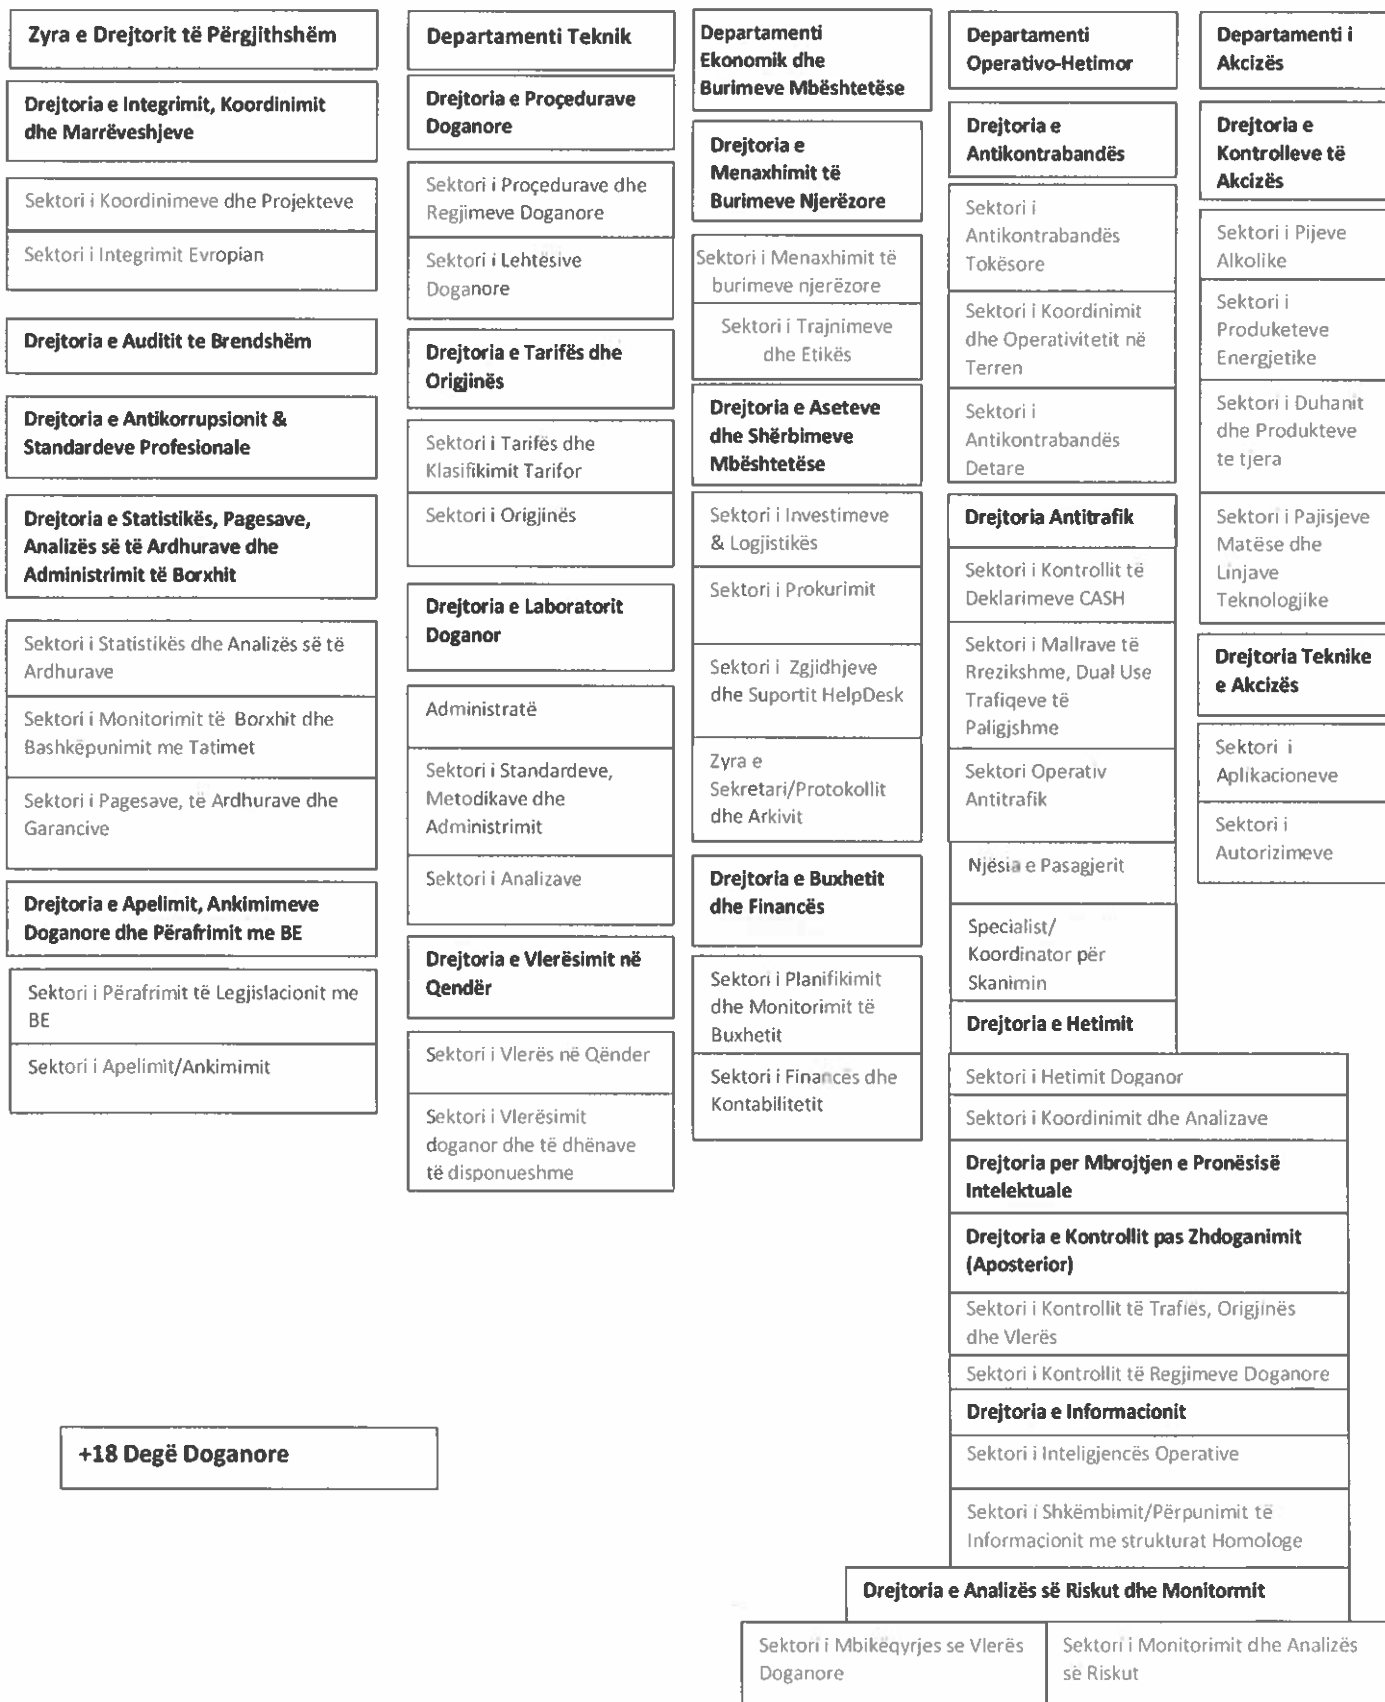 Zyra e Drejtorit të Përgjithshëm
Drejtoria e Integrimit, Koordinimit
dhe Marrëveshjeve
Sektori i Koordinimeve dhe Projekteve
Sektori i Integrimit Evropian
Drejtoria e Auditit te Brendshëm
Drejtoria e Antikorrupsionit &
Standardeve Profesionale
Drejtoria e Statistikës, Pagesave,
Analizës së të Ardhurave dhe
Administrimit të Borxhit
Sektori i Statistikës dhe Analizës së të
Ardhurave
Sektori i Monitorimit të Borxhit dhe
Bashkëpunimit me Tatimet
Sektori i Pagesave, të Ardhurave dhe
Garancive
Drejtoria e Apelimit, Ankimimeve
Doganore dhe Përafrimit me BE
Sektori i Përafrimit të Legjislacionit me
BE
Sektori i Apelimit/Ankimimit
+18 Degë Doganore
Departamenti Teknik
Drejtoria e Proçedurave
Doganore
Sektori i Proçedurave dhe
Regjimeve Doganore
Sektori i Lehtësive
Doganore
Drejtoria e Tarifës dhe
Origjinës
Sektori i Tarifës dhe
Klasifikimit Tarifor
Sektori i Origjinës
Drejtoria e Laboratorit
Doganor
Administratë
Sektori i Standardeve,
Metodikave dhe
Administrimit
Sektori i Analizave
Drejtoria e Vlerësimit në
Qendër
Sektori i Vlerës në Qënder
Sektori i Vlerësimit
doganor dhe të dhënave
të disponueshme
Departamenti
Ekonomik dhe
Burimeve Mbështetëse
Drejtoria e
Menaxhimit të
Burimeve Njerëzore
Sektori i Menaxhimit të
burimeve njerëzore
Sektori i Trajnimeve
dhe Etikës
Drejtoria e Aseteve
dhe Shërbimeve
Mbështetëse
Sektori i Investimeve
& Logjistikës
Sektori i Prokurimit
Sektori i Zgjidhjeve
dhe Suportit HelpDesk
Zyra e
Sekretari/Protokollit
dhe Arkivit
Drejtoria e Buxhetit
dhe Financës
Sektori i Planifikimit
dhe Monitorimit të
Buxhetit
Sektori i Financës dhe
Kontabilitetit
Departamenti
Operativo-Hetimor
Drejtoria e
Antikontrabandës
Sektori i
Antikontrabandës
Tokësore
Sektori i Koordinimit
dhe Operativitetit në
Terren
Sektori i
Antikontrabandës
Detare
Drejtoria Antitrafik
Sektori i Kontrollit të
Deklarimeve CASH
Sektori i Mallrave të
Rrezikshme, Dual Use
Trafiqeve të
Paligjshme
Sektori Operativ
Antitrafik
Njësia e Pasagjerit
Specialist/
Koordinator për
Skanimin
Drejtoria e Hetimit
Sektori i Hetimit Doganor
Sektori i Koordinimit dhe Analizave
Drejtoria per Mbrojtjen e Pronësisë
Intelektuale
Drejtoria e Kontrollit pas Zhdoganimit
(Aposterior)
Sektori i Kontrollit të Trafiës, Origjinës
dhe Vlerës
Sektori i Kontrollit të Regjimeve Doganore
Drejtoria e Informacionit
Sektori i Inteligjencës Operative
Sektori i Shkëmbimit/Përpunimit të
Informacionit me strukturat Homologe
Drejtoria e Analizës së Riskut dhe Monitormit
Sektori i Mbikëqyrjes se Vlerës
Doganore
Sektori i Monitorimit dhe Analizës
së Riskut
Departamenti i
Akcizës
Drejtoria e
Kontrolleve të
Akcizës
Sektori i Pijeve
Alkolike
Sektori i
Produketeve
Energjetike
Sektori i Duhanit
dhe Produkteve
te tjera
Sektori i Pajisjeve
Matëse dhe
Linjave
Teknologjike
Drejtoria Teknike
e Akcizës
Sektori i
Aplikacioneve
Sektori i
Autorizimeve